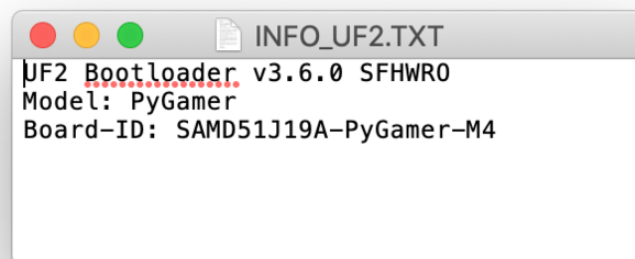 INFO_UF2.TXT
UF2 Bootloader v3.6.0 SFHWRO
Model: PyGamer
Board-ID: SAMD51J19A-PyGamer-M4